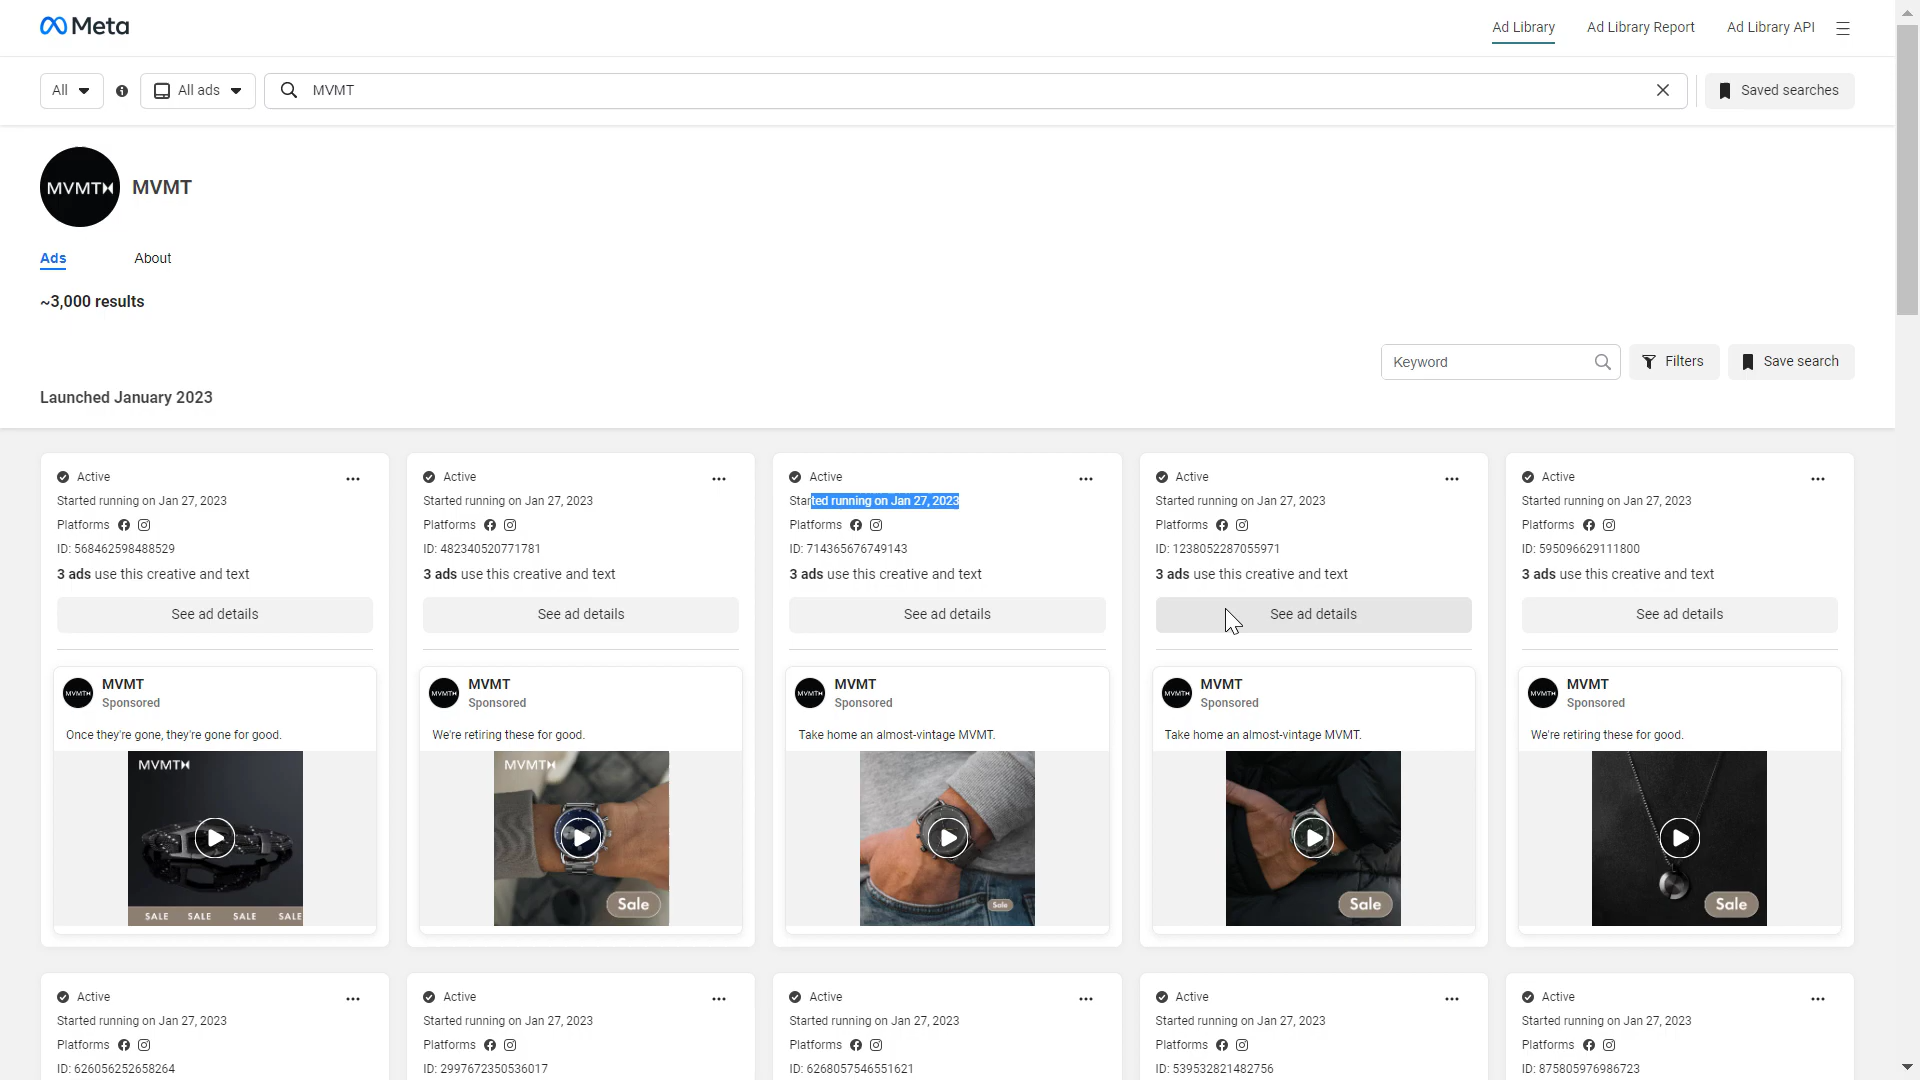 Meta
Ad Library
Ad Library Report
Ad Library API
All
All ads
MVMT
Saved searches
MVMT
MVMT
Ads
About
~3,000 results
Keyword
Filters
Save search
Launched January 2023
Active
Started running on Jan 27, 2023
Platforms
ID: 568462598488529
3 ads use this creative and text
See ad details
MVMT
MVMT
Sponsored
Once they're gone, they're gone for good.
MVMT
SALE SALE SALE SALE
Active
Started running on Jan 27, 2023
Platforms
ID: 482340520771781
3 ads use this creative and text
See ad details
MVMT
MVMT
Sponsored
We're retiring these for good.
MVMT
Sale
Active
Started running on Jan 27, 2023
Platforms
ID: 714365676749143
3 ads use this creative and text
See ad details
MVMT
MVMT
Sponsored
Take home an almost-vintage MVMT.
Sale
Active
Started running on Jan 27, 2023
Platforms
ID: 1238052287055971
3 ads use this creative and text
See ad details
MVMT
MVMT
Sponsored
Take home an almost-vintage MVMT.
Sale
Active
Started running on Jan 27, 2023
Platforms
ID: 595096629111800
3 ads use this creative and text
See ad details
MVMT
MVMT
Sponsored
We're retiring these for good.
Sale
Active
Started running on Jan 27, 2023
Platforms
ID: 626056252658264
Active
Started running on Jan 27, 2023
Platforms
ID: 2997672350536017
Active
Started running on Jan 27, 2023
Platforms
ID: 6268057546551621
Active
Started running on Jan 27, 2023
Platforms
ID: 539532821482756
Active
Started running on Jan 27, 2023
Platforms
ID: 875805976986723